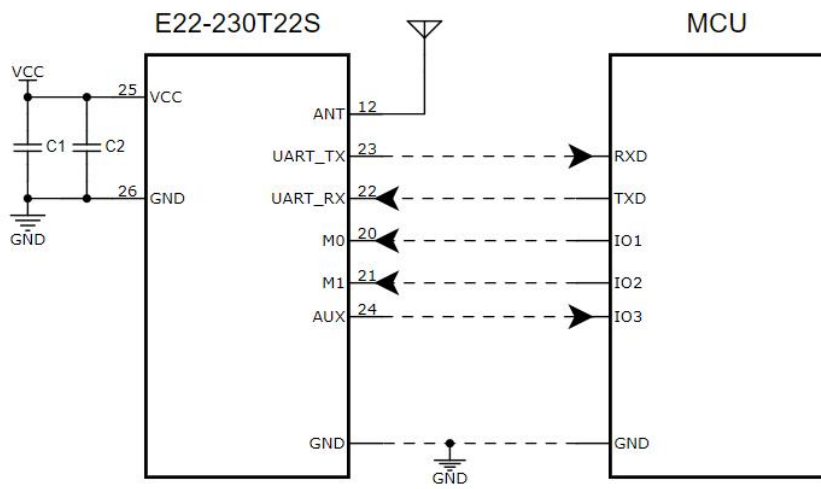 E22-230T22S
MCU
VCC
25
VCC
C1
C2
26
GND
GND
ANT
12
UART_TX
23
UART_RX
22
M0
20
M1
21
AUX
24
GND
GND
RXD
TXD
IO1
IO2
IO3
GND